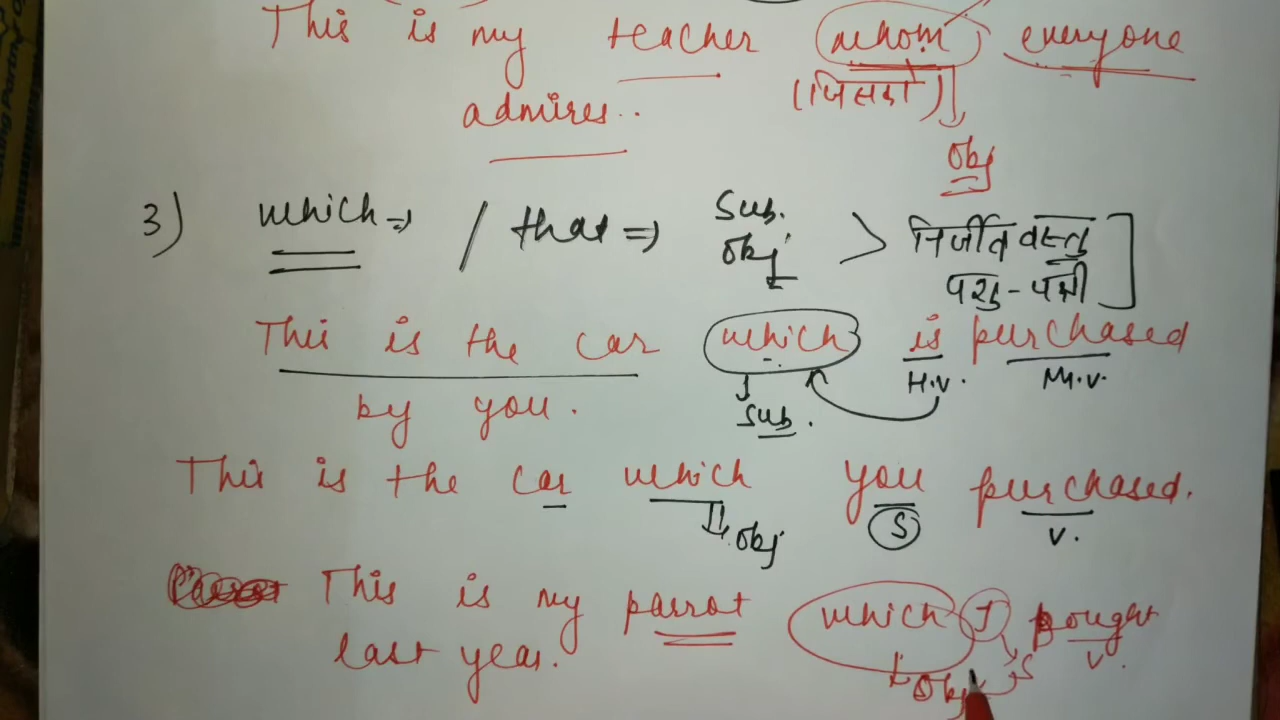 This is my teacher whom everyone
(जिसको)
admires..
obj
3) which⇒ / that⇒ Sub. obj > निर्जीव वस्तु
पशु-पक्षी ]
This is the car which is purchased
H.v. M.v.
Sub.
by you.
This is the car which you purchased.
obj S v.
This is my parrot which I bought
S v.
last year.
Obj